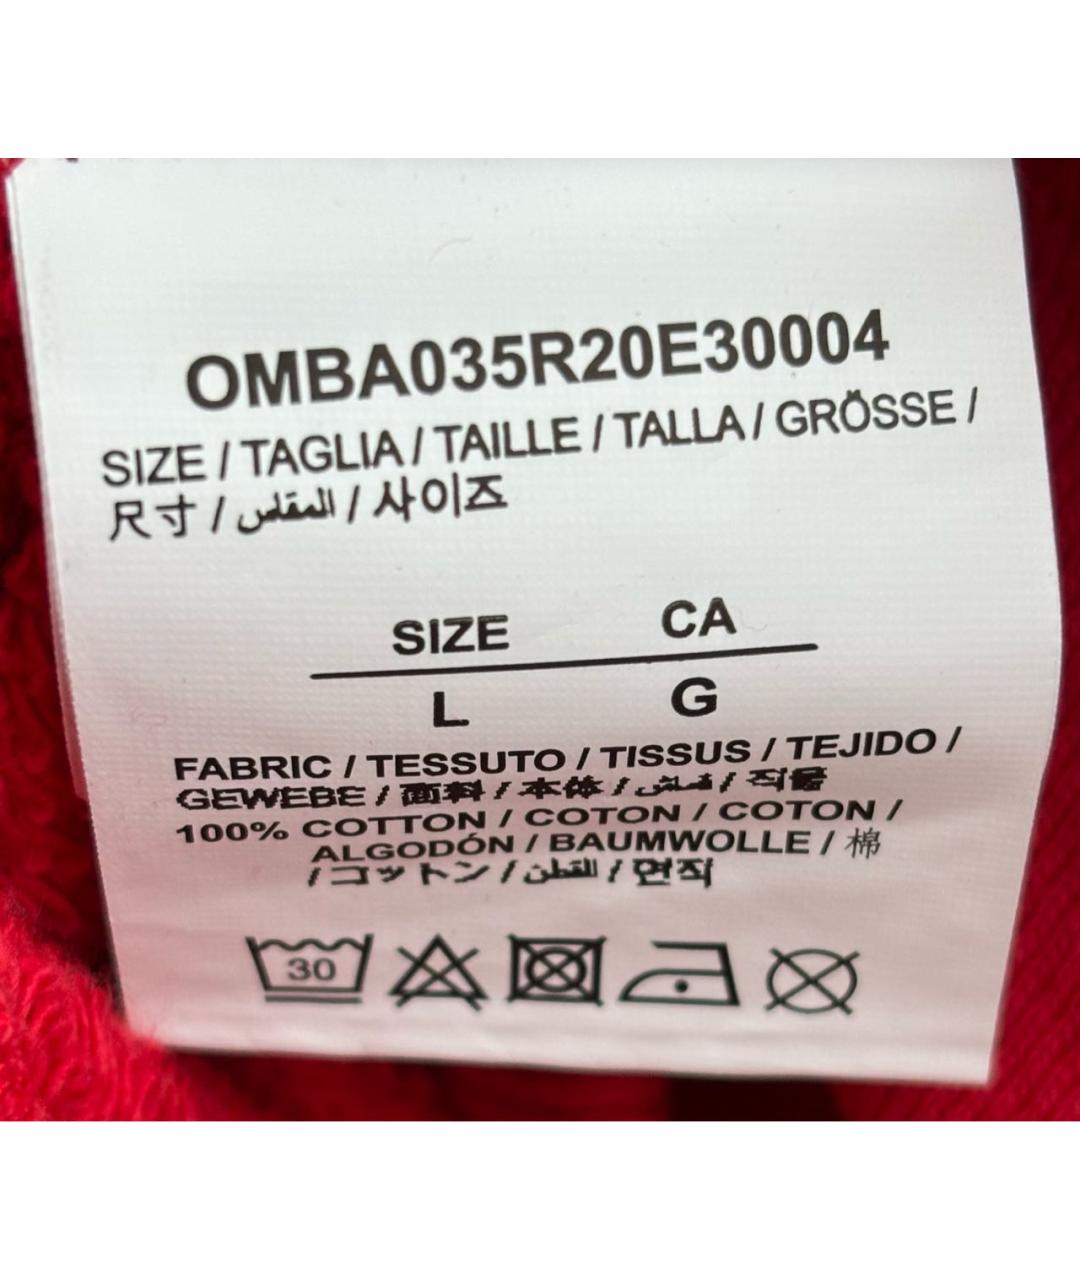 OMBA035R20E30004
SIZE / TAGLIA / TAILLE / TALLA / GRÖSSE /
尺寸 / المقاس / 사이즈
SIZE CA
L G
FABRIC / TESSUTO / TISSUS / TEJIDO /
GEWEBE / 面料 / 本体 / قماش / 직물
100% COTTON / COTON / COTON /
ALGODÓN / BAUMWOLLE / 棉
/ コットン / القطن / 면직
30